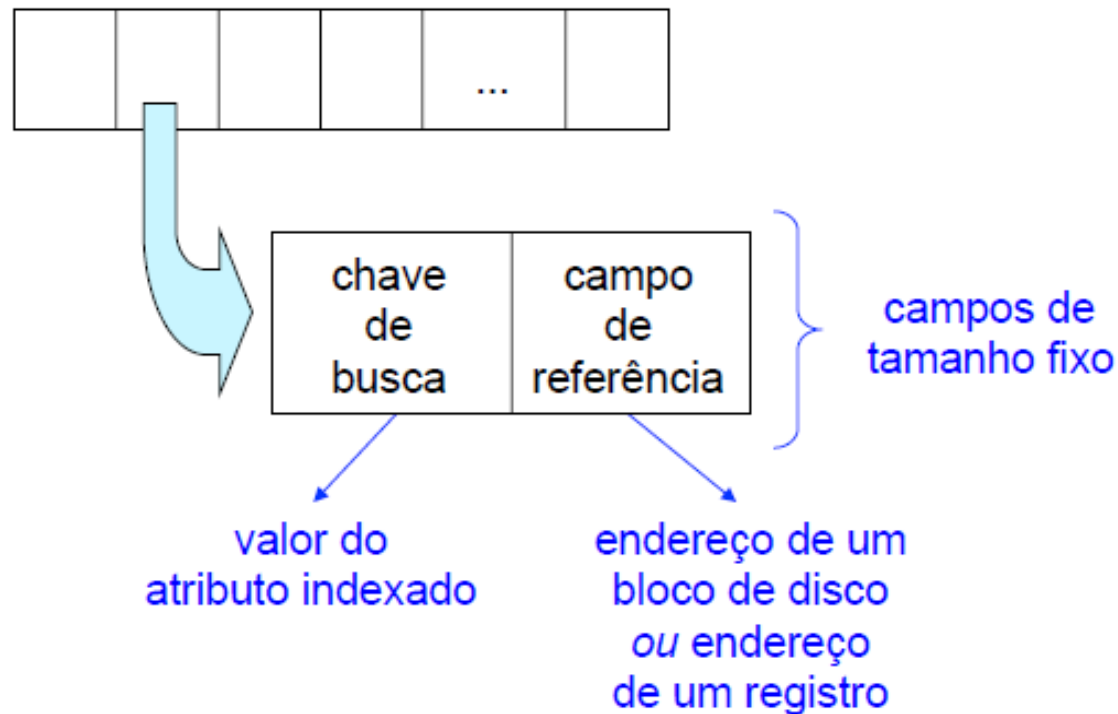 ...
chave
de
busca
campo
de
referência
campos de
tamanho fixo
valor do
atributo indexado
endereço de um
bloco de disco
ou endereço
de um registro